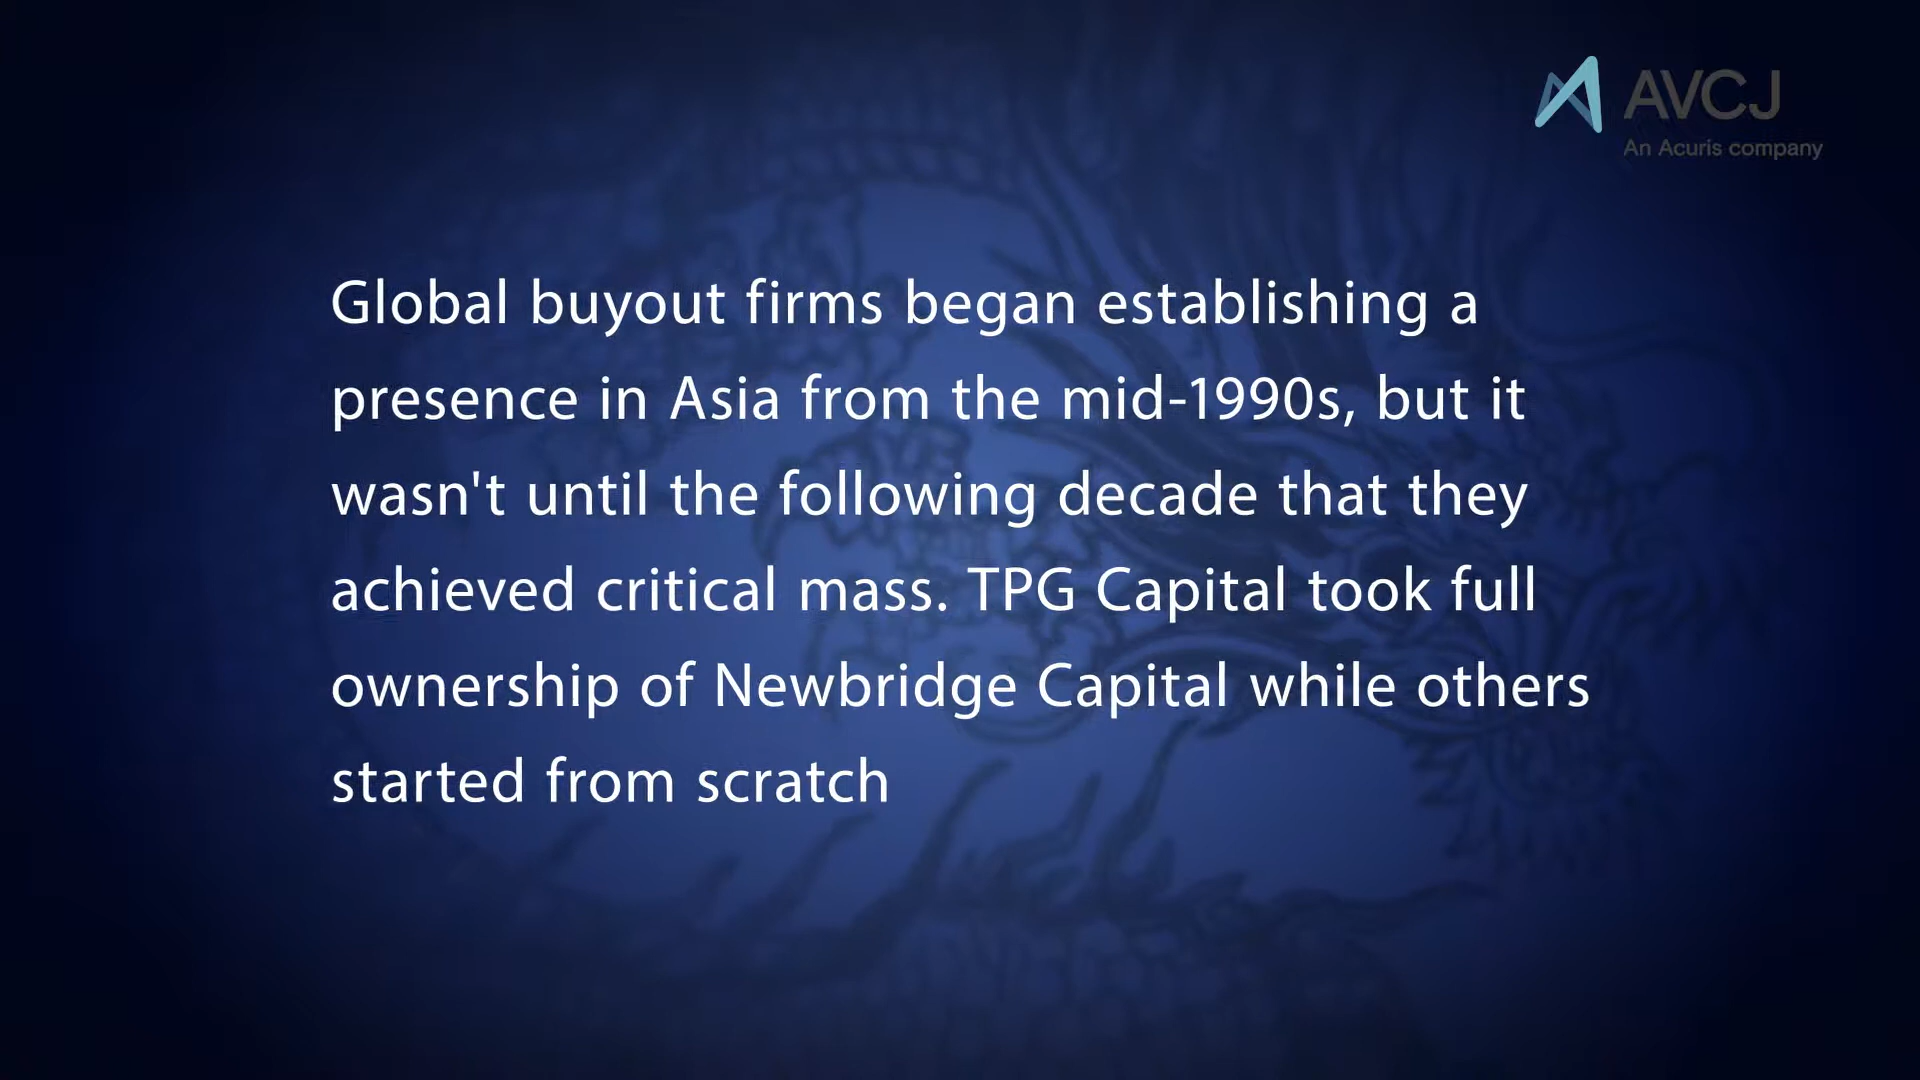 AVCJ
An Acuris company
Global buyout firms began establishing a
presence in Asia from the mid-1990s, but it
wasn't until the following decade that they
achieved critical mass. TPG Capital took full
ownership of Newbridge Capital while others
started from scratch